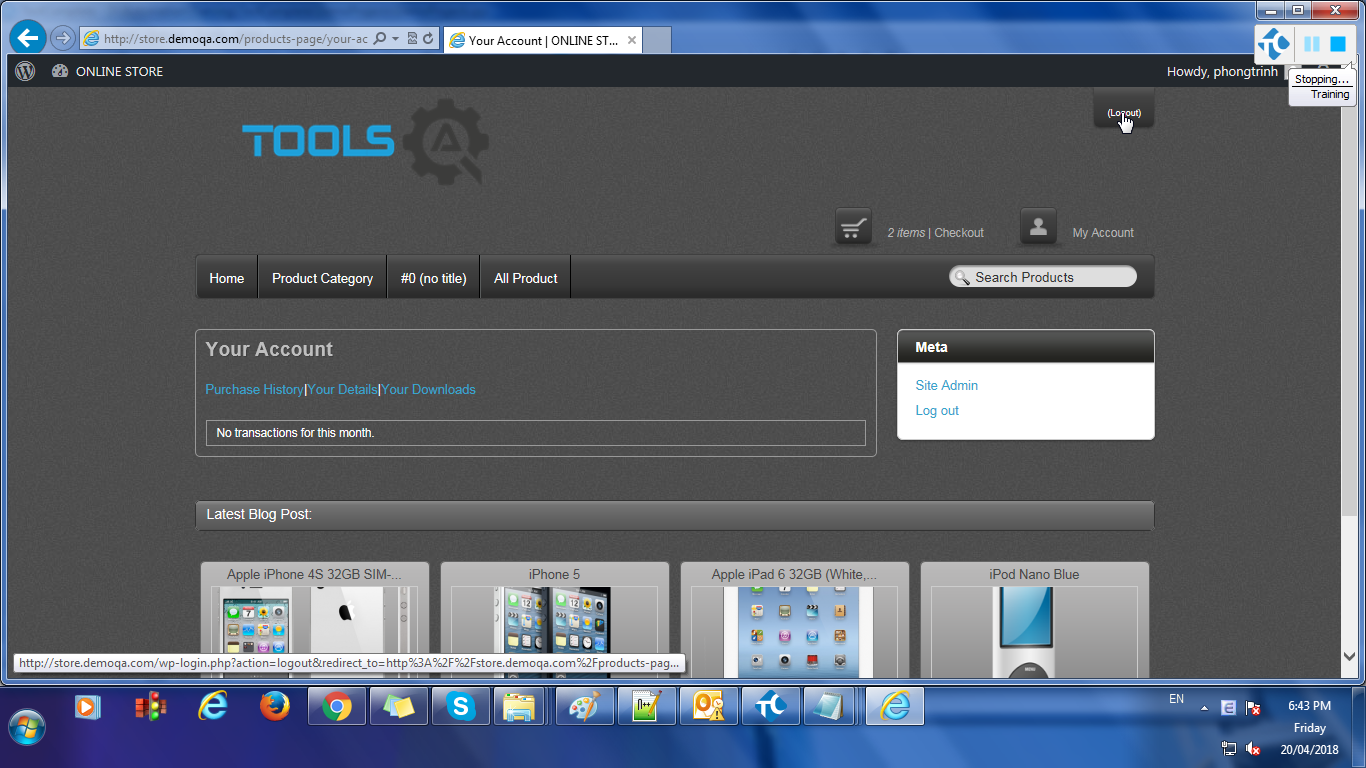 http://store.demoqa.com/products-page/your-ac
Your Account | ONLINE ST...
ONLINE STORE
Howdy, phongtrinh
Stopping...
Training
(Logout)
TOOLS
2 items | Checkout
My Account
Home
Product Category
#0 (no title)
All Product
Search Products
Your Account
Meta
Purchase History|Your Details|Your Downloads
Site Admin
Log out
No transactions for this month.
Latest Blog Post:
Apple iPhone 4S 32GB SIM-...
iPhone 5
Apple iPad 6 32GB (White,...
iPod Nano Blue
http://store.demoqa.com/wp-login.php?action=logout&redirect_to=http%3A%2F%2Fstore.demoqa.com%2Fproducts-pag...
EN
6:43 PM
Friday
20/04/2018